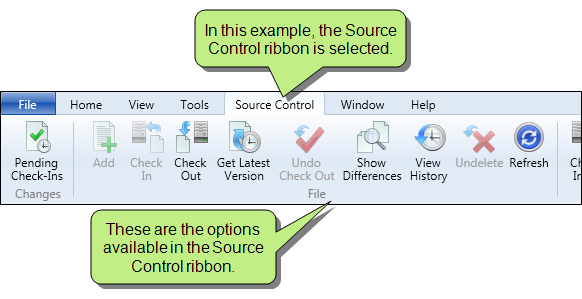 In this example, the Source
Control ribbon is selected.
File Home View Tools Source Control Window Help
Pending Add Check Check Get Latest Undo Show View Undelete Refresh
Check-Ins In Out Version Check Out Differences History
Changes File
These are the options
available in the Source
Control ribbon.